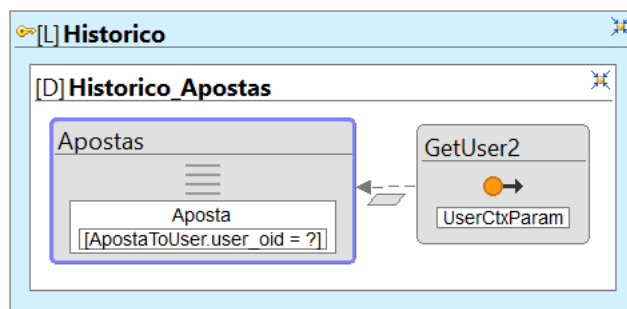 [L] Historico
[D] Historico_Apostas
Apostas
Aposta
[ApostaToUser.user_oid = ?]
GetUser2
UserCtxParam